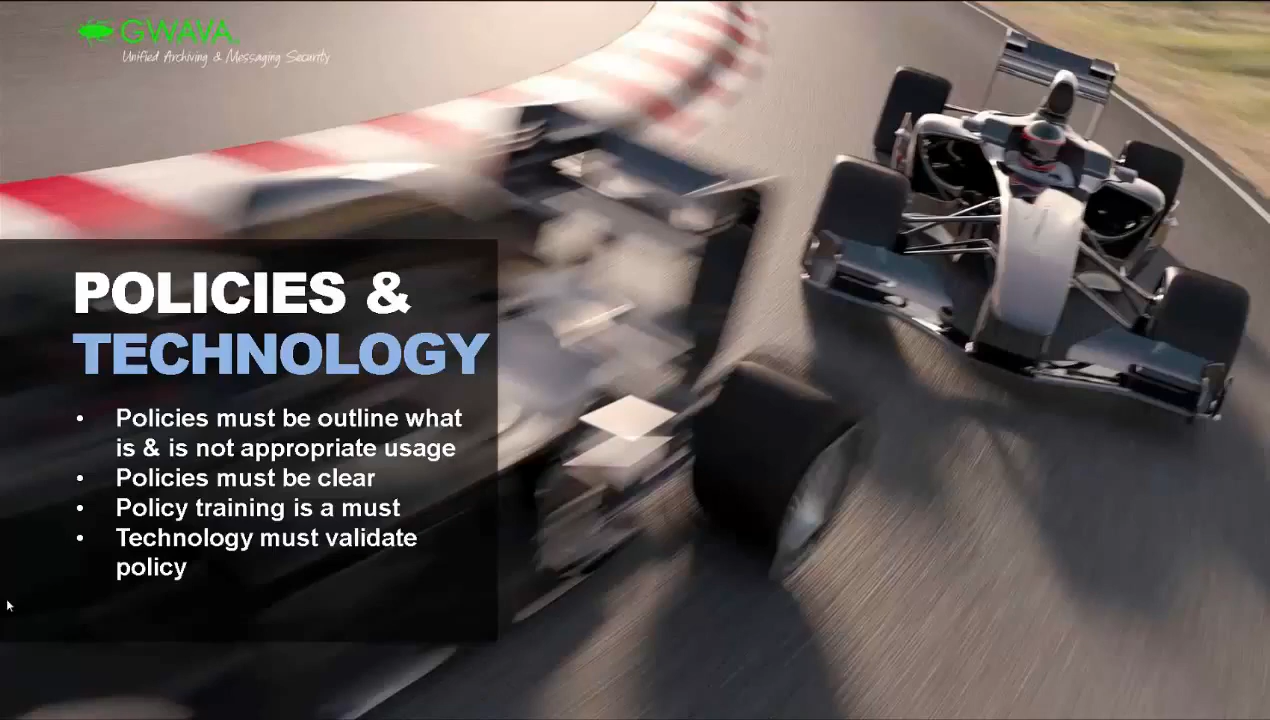 GWAVA
Unified Archiving & Messaging Security
POLICIES &
TECHNOLOGY
• Policies must be outline what
is & is not appropriate usage
• Policies must be clear
• Policy training is a must
• Technology must validate
policy